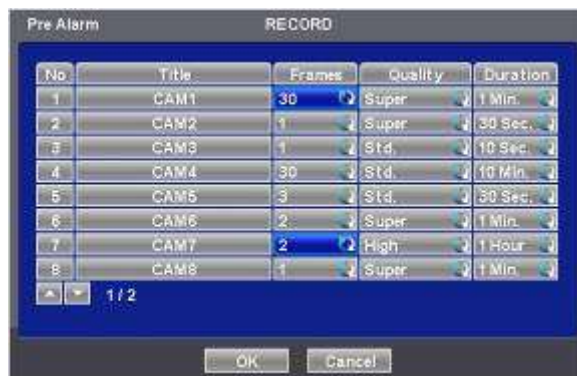 Pre Alarm RECORD
No Title Frames Quality Duration
1 CAM1 30 Super 1 Min.
2 CAM2 1 Super 30 Sec.
3 CAM3 1 Std. 10 Sec.
4 CAM4 30 Std. 10 Min.
5 CAM5 3 Std. 30 Sec.
6 CAM6 2 Super 1 Min.
7 CAM7 2 High 1 Hour
8 CAM8 1 Super 1 Min.
1 / 2
OK Cancel